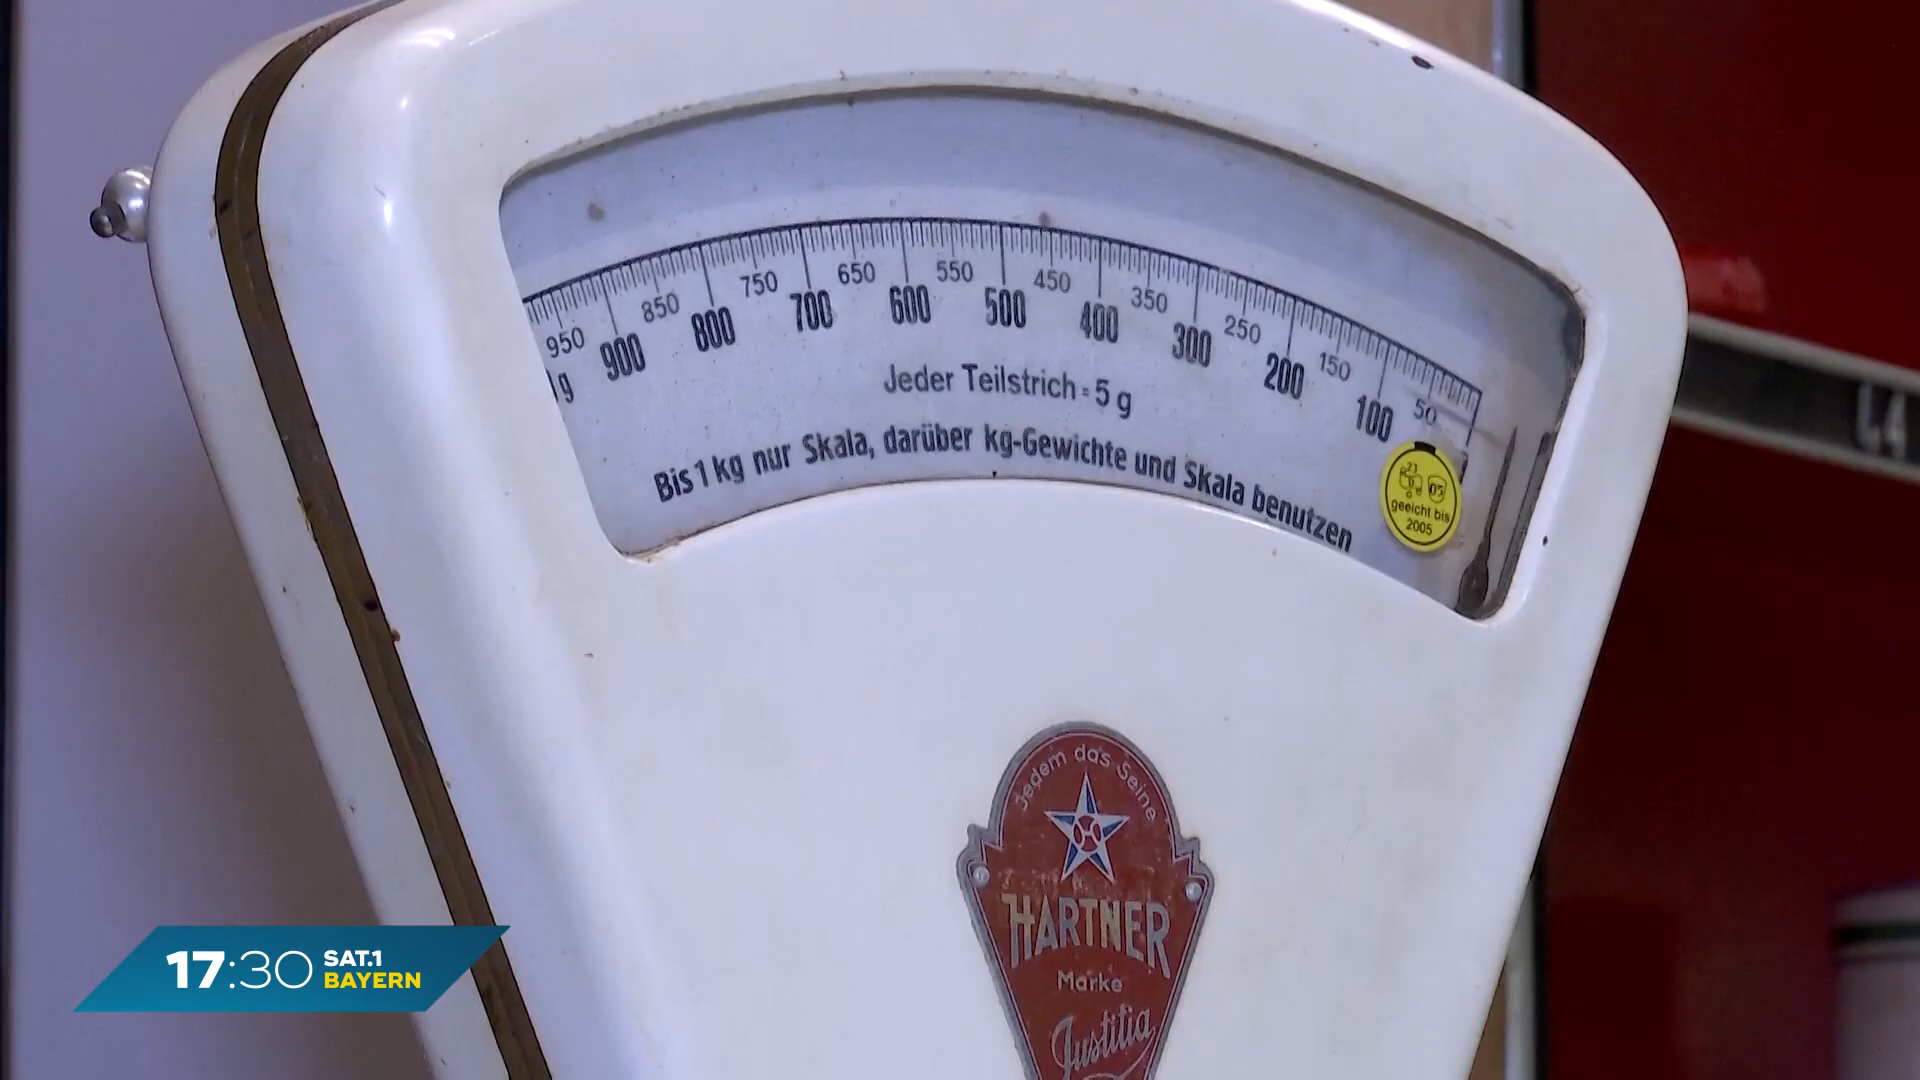 950 900 850 800 750 700 650 600 550 500 450 400 350 300 250 200 150 100 50
g
Jeder Teilstrich = 5 g
Bis 1 kg nur Skala, darüber kg-Gewichte und Skala benutzen
23
D
05
geeicht bis
2005
Jedem das Seine
HARTNER
Marke
Justitia
17:30 SAT.1
BAYERN